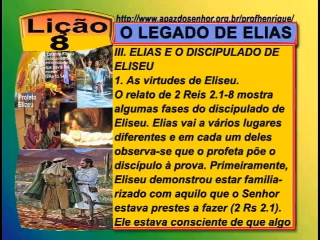 http://www.apazdosenhor.org.br/profhenrique/
Lição
8
O LEGADO DE ELIAS
Profeta
Elizeu
III. ELIAS E O DISCIPULADO DE
ELISEU
1. As virtudes de Eliseu.
O relato de 2 Reis 2.1-8 mostra
algumas fases do discipulado de
Eliseu. Elias vai a vários lugares
diferentes e em cada um deles
observa-se que o profeta põe o
discípulo à prova. Primeiramente,
Eliseu demonstrou estar familia-
rizado com aquilo que o Senhor
estava prestes a fazer (2 Rs 2.1).
Ele estava consciente de que algo